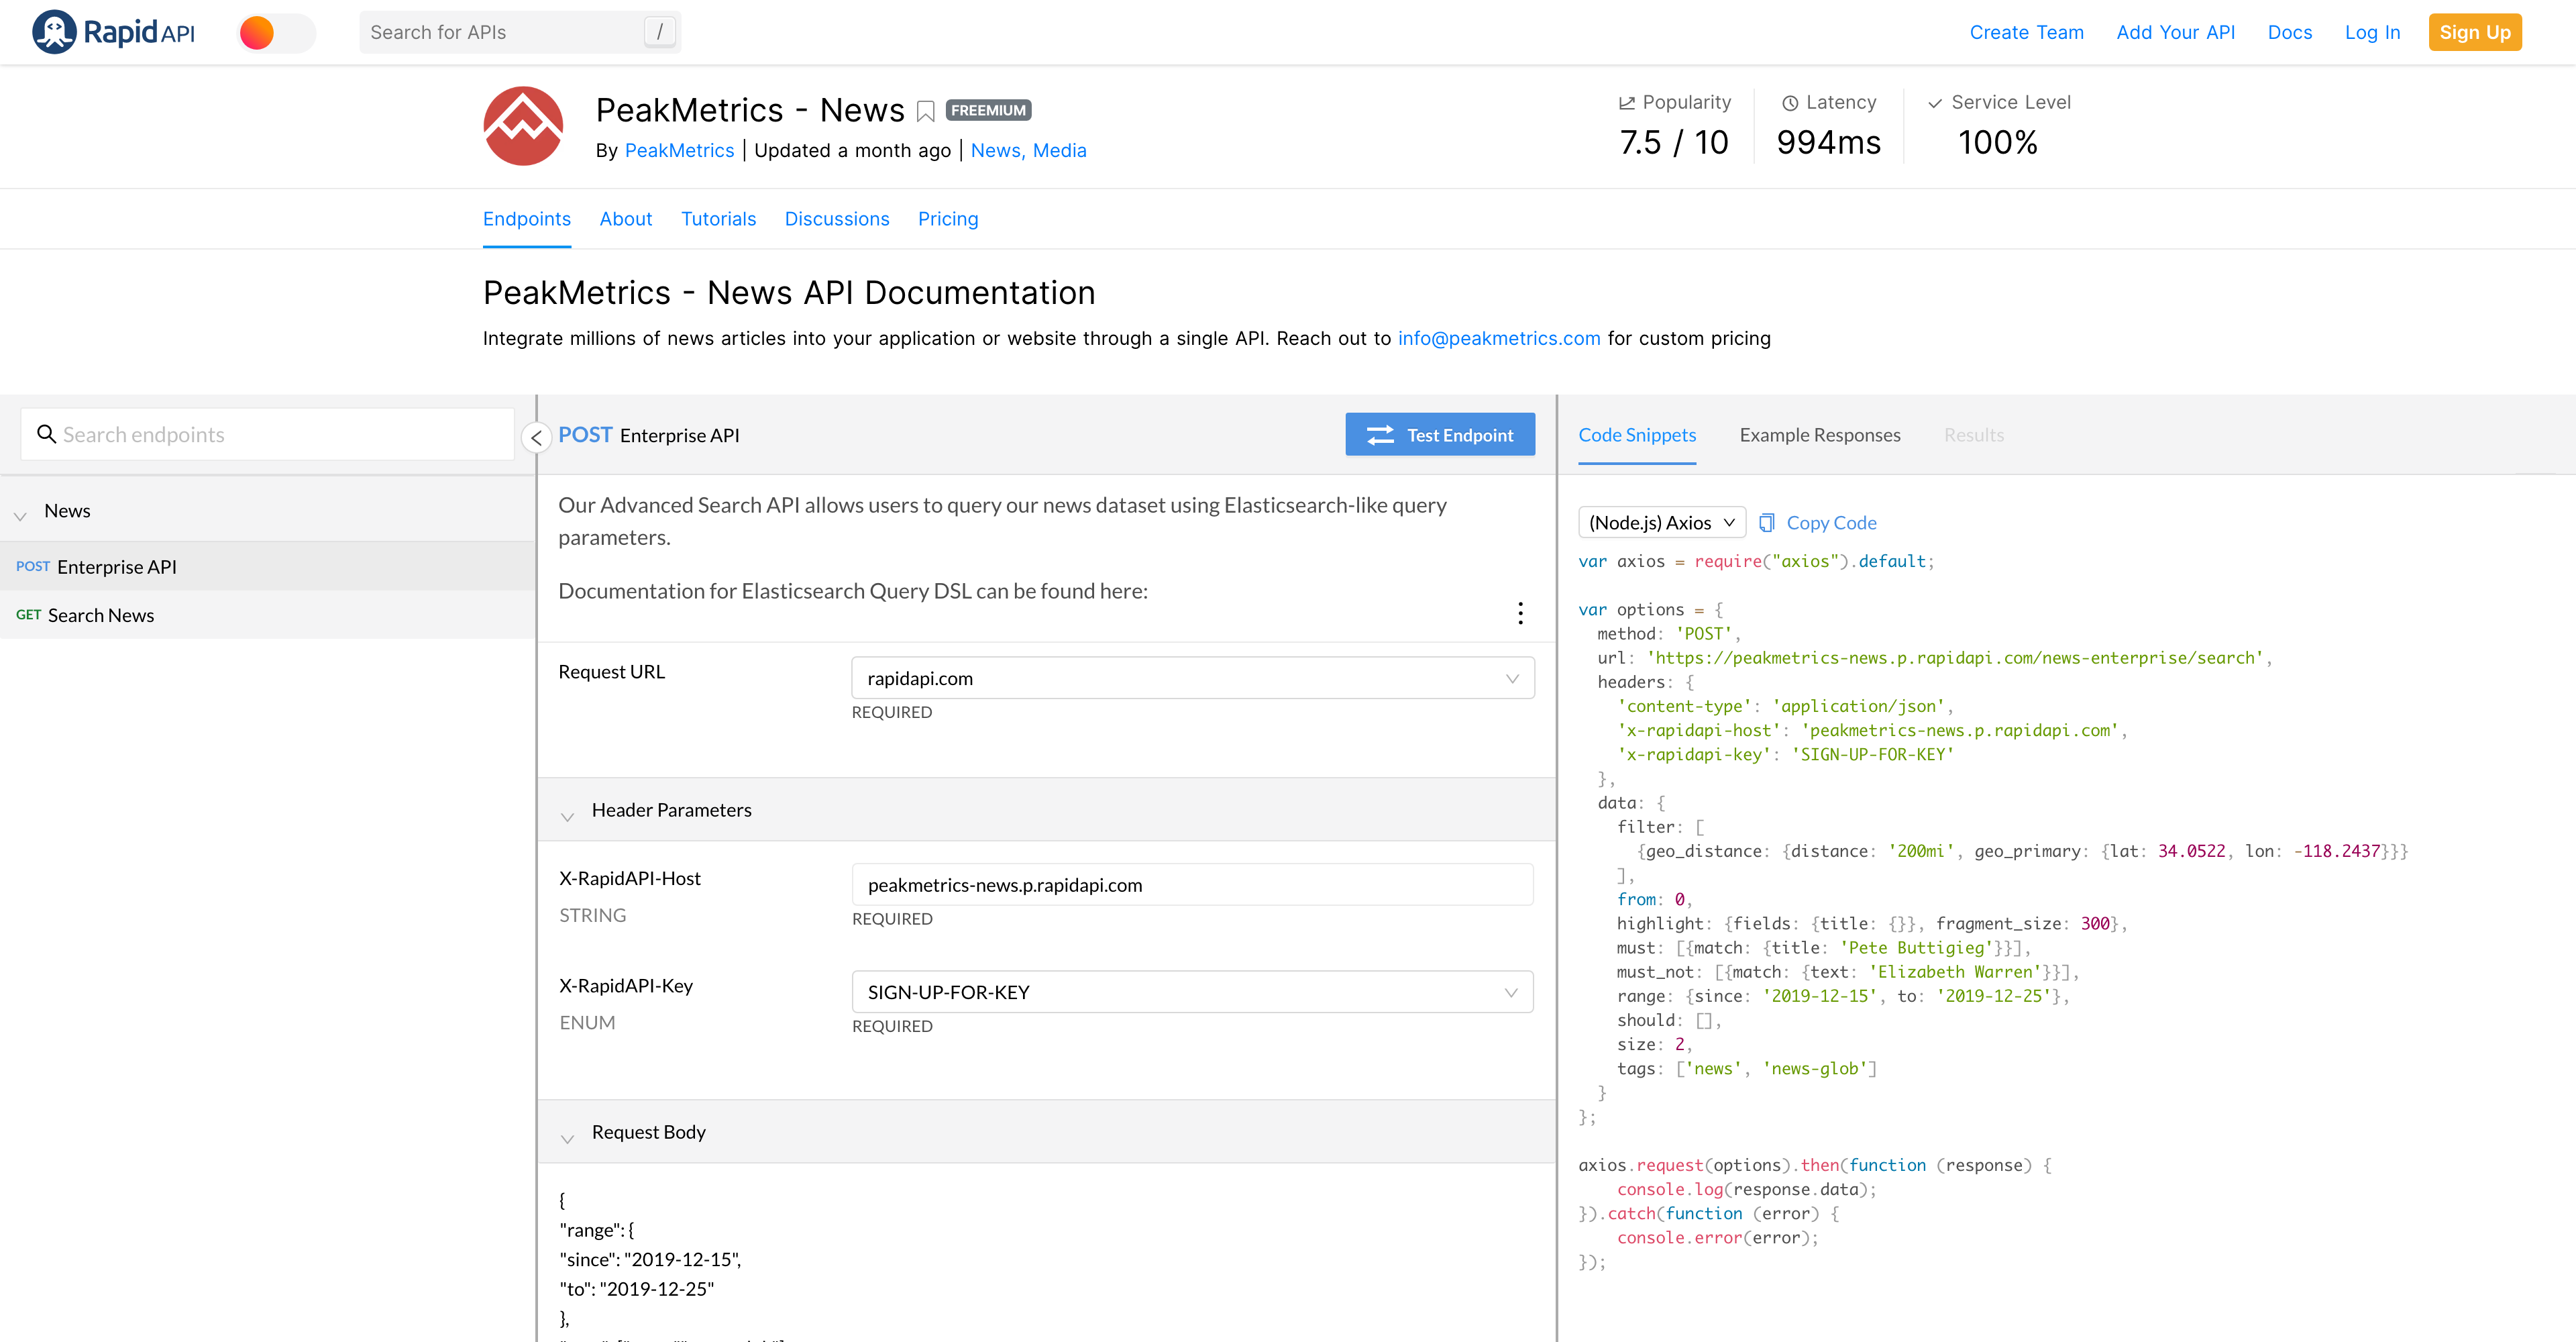 Rapid API
Search for APIs
/
Create Team
Add Your API
Docs
Log In
Sign Up
PeakMetrics - News
FREEMIUM
By PeakMetrics | Updated a month ago | News, Media
Popularity
7.5 / 10
Latency
994ms
Service Level
100%
Endpoints
About
Tutorials
Discussions
Pricing
PeakMetrics - News API Documentation
Integrate millions of news articles into your application or website through a single API. Reach out to info@peakmetrics.com for custom pricing
Search endpoints
News
POST Enterprise API
GET Search News
POST Enterprise API
Test Endpoint
Our Advanced Search API allows users to query our news dataset using Elasticsearch-like query
parameters.
Documentation for Elasticsearch Query DSL can be found here:
Request URL
rapidapi.com
REQUIRED
Header Parameters
X-RapidAPI-Host
STRING
peakmetrics-news.p.rapidapi.com
REQUIRED
X-RapidAPI-Key
ENUM
SIGN-UP-FOR-KEY
REQUIRED
Request Body
{
"range": {
"since": "2019-12-15",
"to": "2019-12-25"
},
Code Snippets
Example Responses
Results
(Node.js) Axios
Copy Code
var axios = require("axios").default;
var options = {
method: 'POST',
url: 'https://peakmetrics-news.p.rapidapi.com/news-enterprise/search',
headers: {
'content-type': 'application/json',
'x-rapidapi-host': 'peakmetrics-news.p.rapidapi.com',
'x-rapidapi-key': 'SIGN-UP-FOR-KEY'
},
data: {
filter: [
{geo_distance: {distance: '200mi', geo_primary: {lat: 34.0522, lon: -118.2437}}}
],
from: 0,
highlight: {fields: {title: {}}, fragment_size: 300},
must: [{match: {title: 'Pete Buttigieg'}}],
must_not: [{match: {text: 'Elizabeth Warren'}}],
range: {since: '2019-12-15', to: '2019-12-25'},
should: [],
size: 2,
tags: ['news', 'news-glob']
}
};
axios.request(options).then(function (response) {
console.log(response.data);
}).catch(function (error) {
console.error(error);
});